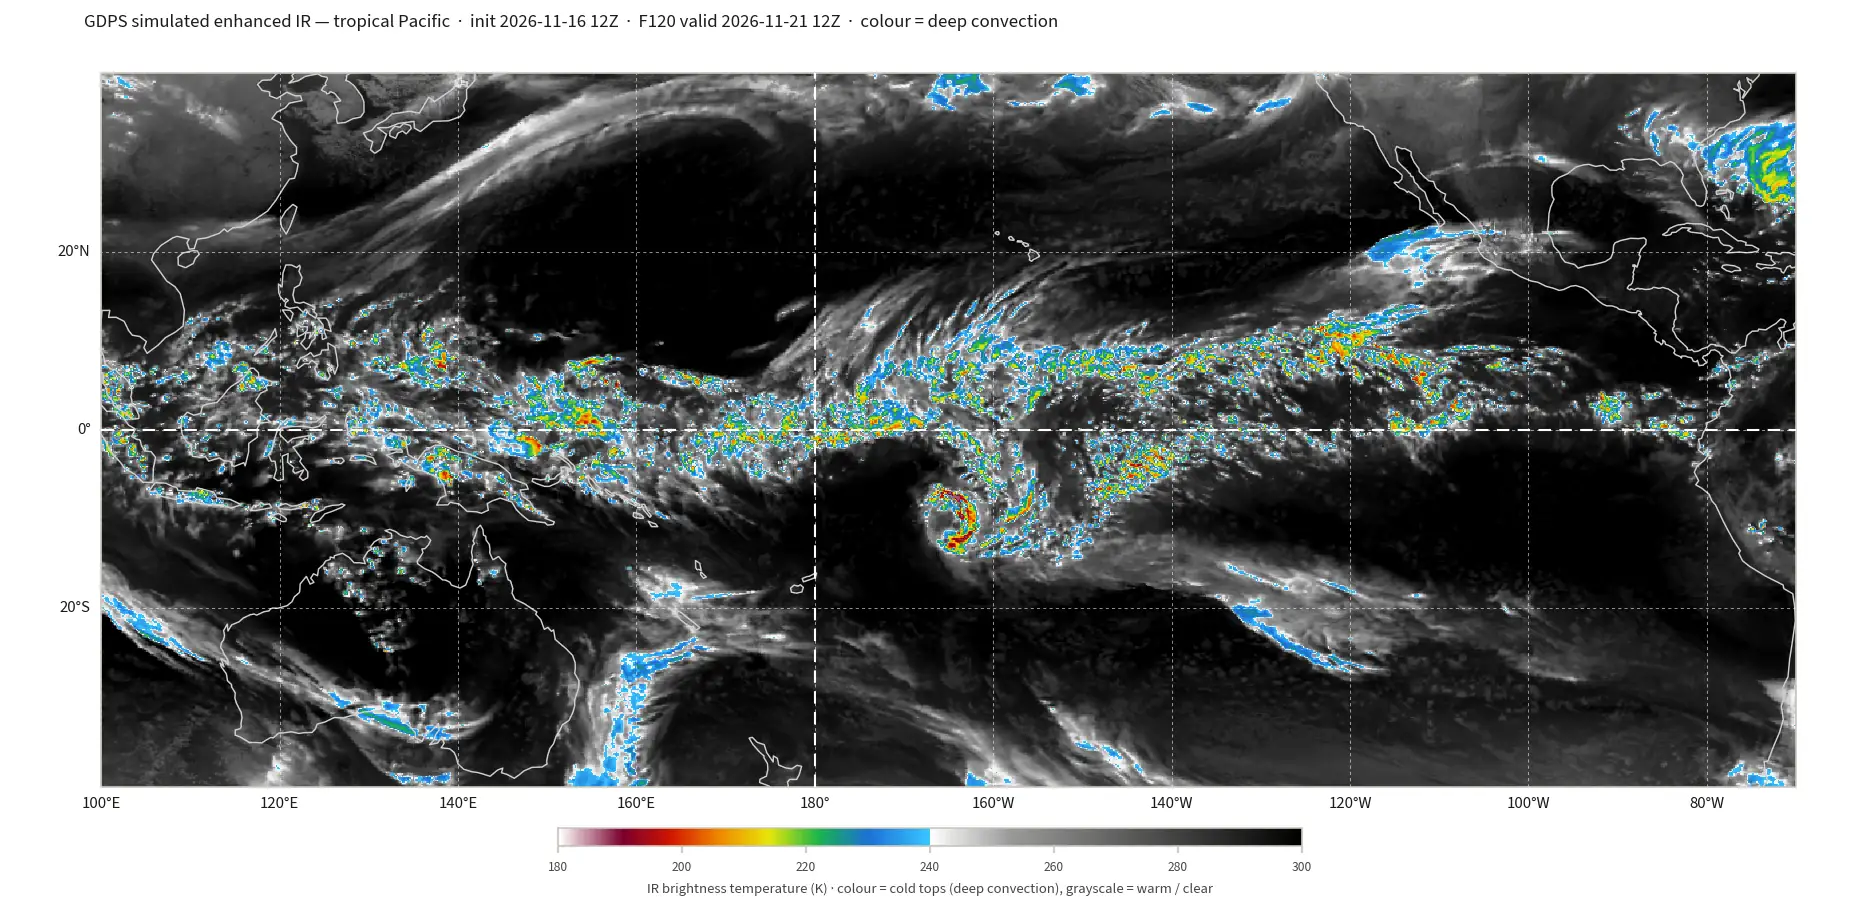 GDPS simulated enhanced IR — tropical Pacific · init 2026-11-16 12Z · F120 valid 2026-11-21 12Z · colour = deep convection
20°N
0°
20°S
100°E 120°E 140°E 160°E 180° 160°W 140°W 120°W 100°W 80°W
180 200 220 240 260 280 300
IR brightness temperature (K) · colour = cold tops (deep convection), grayscale = warm / clear